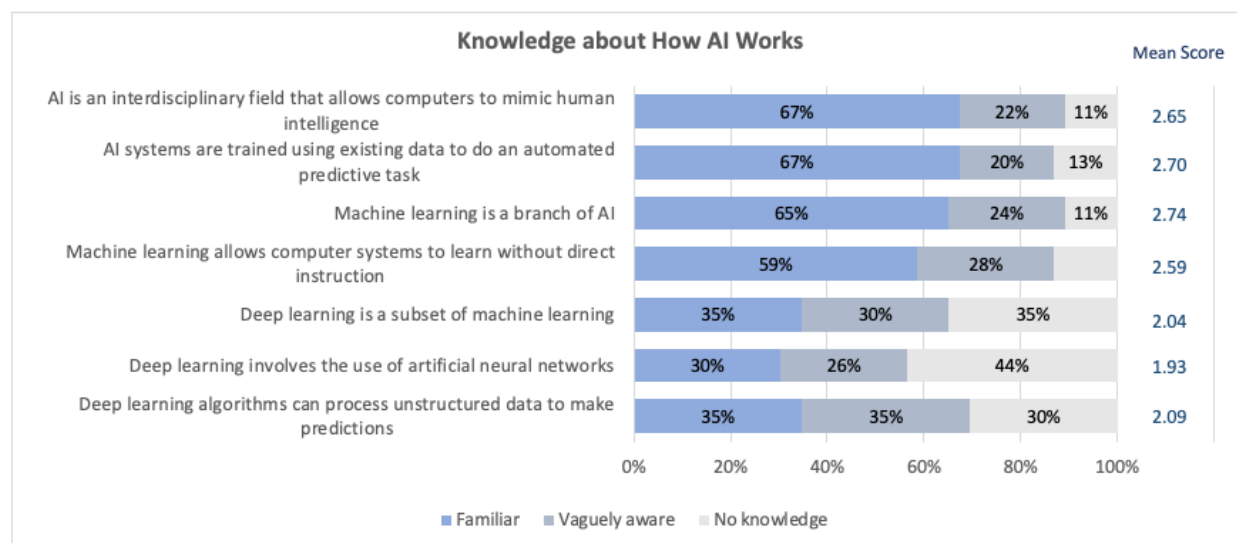 Knowledge about How AI Works
Mean Score
AI is an interdisciplinary field that allows computers to mimic human
intelligence
67% 22% 11% 2.65
AI systems are trained using existing data to do an automated
predictive task
67% 20% 13% 2.70
Machine learning is a branch of AI 65% 24% 11% 2.74
Machine learning allows computer systems to learn without direct
instruction
59% 28% 2.59
Deep learning is a subset of machine learning 35% 30% 35% 2.04
Deep learning involves the use of artificial neural networks 30% 26% 44% 1.93
Deep learning algorithms can process unstructured data to make
predictions
35% 35% 30% 2.09
0% 20% 40% 60% 80% 100%
Familiar Vaguely aware No knowledge